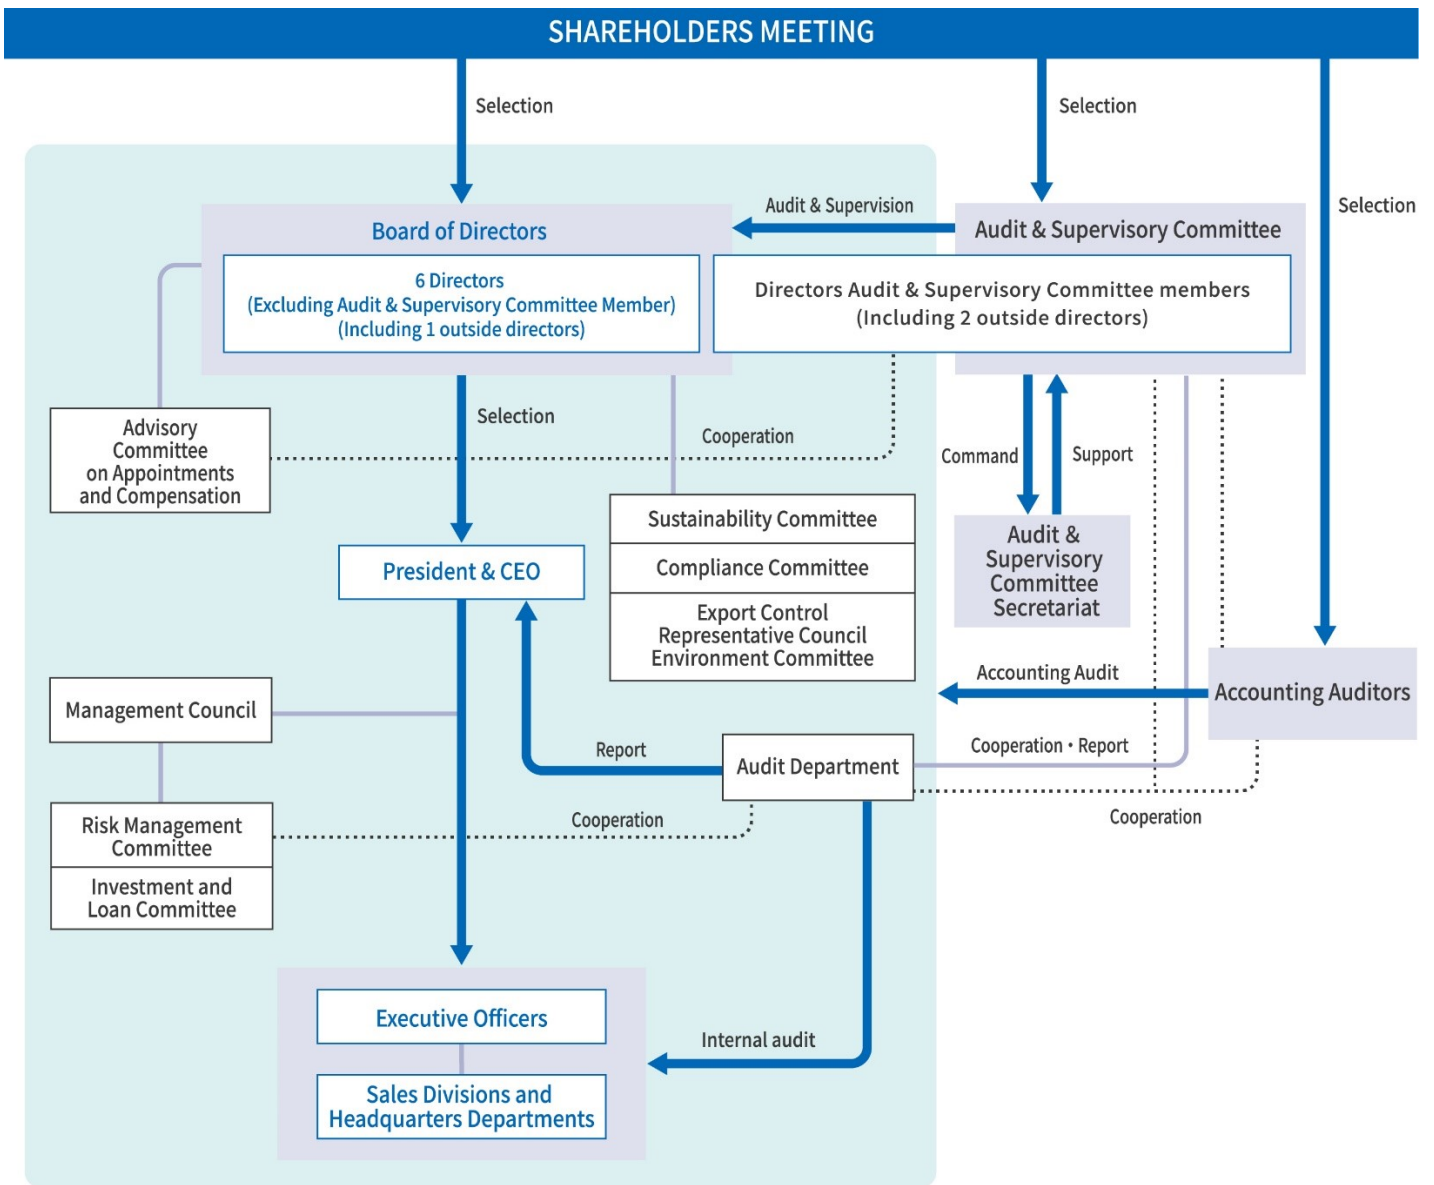 SHAREHOLDERS MEETING
Selection
Selection
Selection
Audit & Supervision
Board of Directors
Audit & Supervisory Committee
6 Directors
(Excluding Audit & Supervisory Committee Member)
(Including 1 outside directors)
Directors Audit & Supervisory Committee members
(Including 2 outside directors)
Advisory
Committee
on Appointments
and Compensation
Selection
Cooperation
Command
Support
Sustainability Committee
Compliance Committee
Export Control
Representative Council
Environment Committee
Audit &
Supervisory
Committee
Secretariat
President & CEO
Accounting Audit
Accounting Auditors
Management Council
Report
Audit Department
Cooperation・Report
Cooperation
Cooperation
Risk Management
Committee
Investment and
Loan Committee
Executive Officers
Internal audit
Sales Divisions and
Headquarters Departments